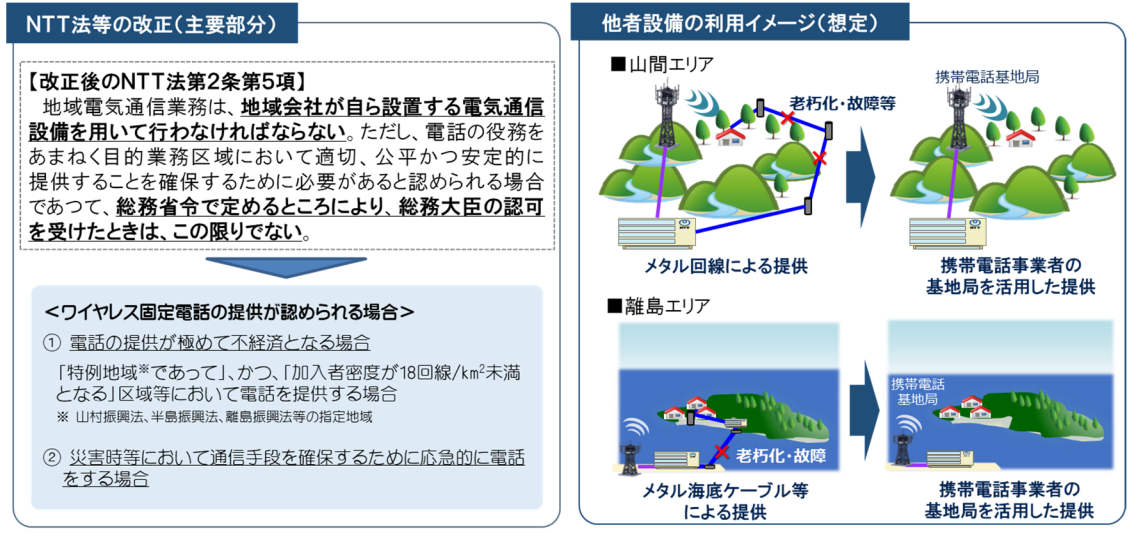 NTT法等の改正（主要部分）
【改正後のNTT法第2条第5項】
地域電気通信業務は、地域会社が自ら設置する電気通信
設備を用いて行わなければならない。ただし、電話の役務を
あまねく目的業務区域において適切、公平かつ安定的に
提供することを確保するために必要があると認められる場合
であつて、総務省令で定めるところにより、総務大臣の認可
を受けたときは、この限りでない。
＜ワイヤレス固定電話の提供が認められる場合＞
① 電話の提供が極めて不経済となる場合
「特例地域※であって」、かつ、「加入者密度が18回線/km²未満
となる」区域等において電話を提供する場合
※ 山村振興法、半島振興法、離島振興法等の指定地域
② 災害時等において通信手段を確保するために応急的に電話
をする場合
他者設備の利用イメージ（想定）
■山間エリア
老朽化・故障等
携帯電話基地局
NTT
NTT
メタル回線による提供
携帯電話事業者の
基地局を活用した提供
■離島エリア
老朽化・故障
携帯電話
基地局
メタル海底ケーブル等
による提供
携帯電話事業者の
基地局を活用した提供